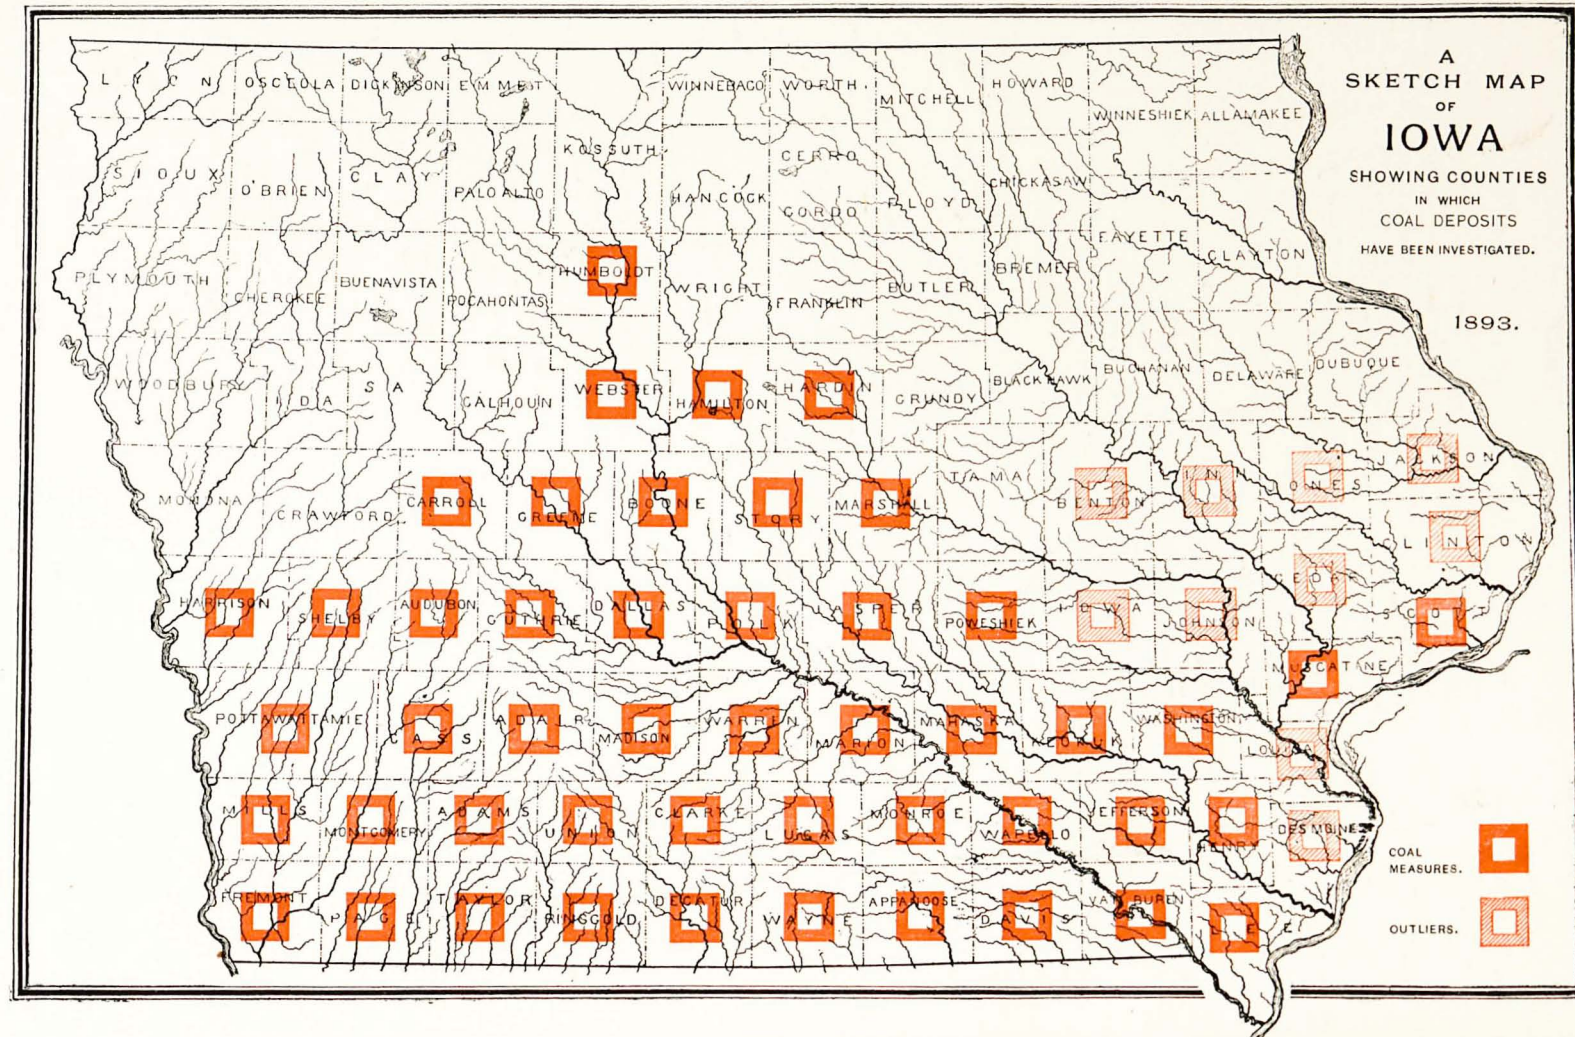 A
SKETCH MAP
OF
IOWA
SHOWING COUNTIES
IN WHICH
COAL DEPOSITS
HAVE BEEN INVESTIGATED.
1893.
LYON OSCEOLA DICKINSON EMMET WINNEBAGO WORTH. MITCHELL HOWARD WINNESHIEK ALLAMAKEE
SIOUX O'BRIEN CLAY PALO ALTO KOSSUTH HANCOCK CERRO GORDO FLOYD CHICKASAW
PLYMOUTH CHEROKEE BUENAVISTA POCAHONTAS HUMBOLDT WRIGHT FRANKLIN BUTLER BREMER FAYETTE CLAYTON
WOODBURY IDA SA CALHOUN WEBSTER HAMILTON HARDIN GRUNDY BLACK HAWK BUCHANAN DELAWARE DUBUQUE
MONONA CRAWFORD CARROLL GREENE BOONE STORY MARSHALL TAMA BENTON LINN JONES JACKSON
CLINTON
HARRISON SHELBY AUDUBON GUTHRIE DALLAS POLK JASPER POWESHIEK IOWA JOHNSON CEDAR SCOTT
MUSCATINE
POTTAWATTAMIE CASS ADAIR MADISON WARREN MARION MAHASKA KEOKUK WASHINGTON LOUISA
MILLS MONTGOMERY ADAMS UNION CLARKE LUCAS MONROE WAPELLO JEFFERSON HENRY DES MOINES
FREMONT PAGE TAYLOR RINGGOLD DECATUR WAYNE APPANOOSE DAVIS VAN BUREN LEE
COAL
MEASURES.
OUTLIERS.